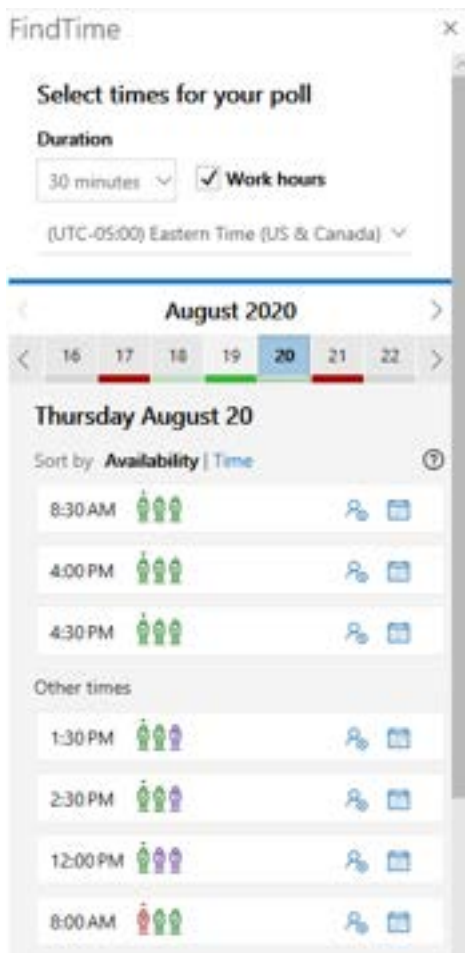 FindTime
Select times for your poll
Duration
30 minutes Work hours
(UTC-05:00) Eastern Time (US & Canada)
August 2020
16 17 18 19 20 21 22
Thursday August 20
Sort by Availability | Time
8:30 AM
4:00 PM
4:30 PM
Other times
1:30 PM
2:30 PM
12:00 PM
8:00 AM